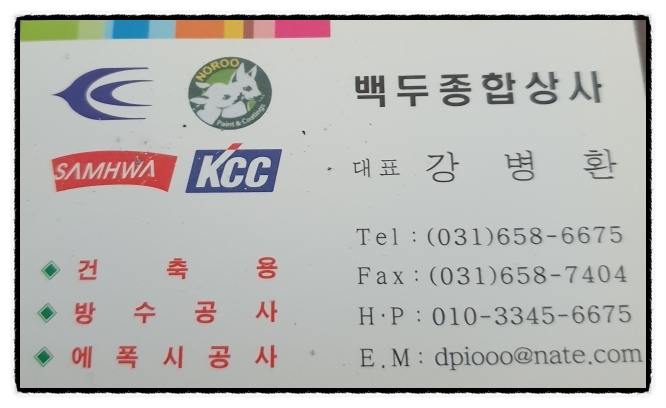 NOROO
Paint & Coatings
SAMHWA
KCC
백두종합상사
대표 강병환
Tel : (031)658-6675
Fax : (031)658-7404
H·P : 010-3345-6675
E.M : dpiooo@nate.com
건축용
방수공사
에폭시공사